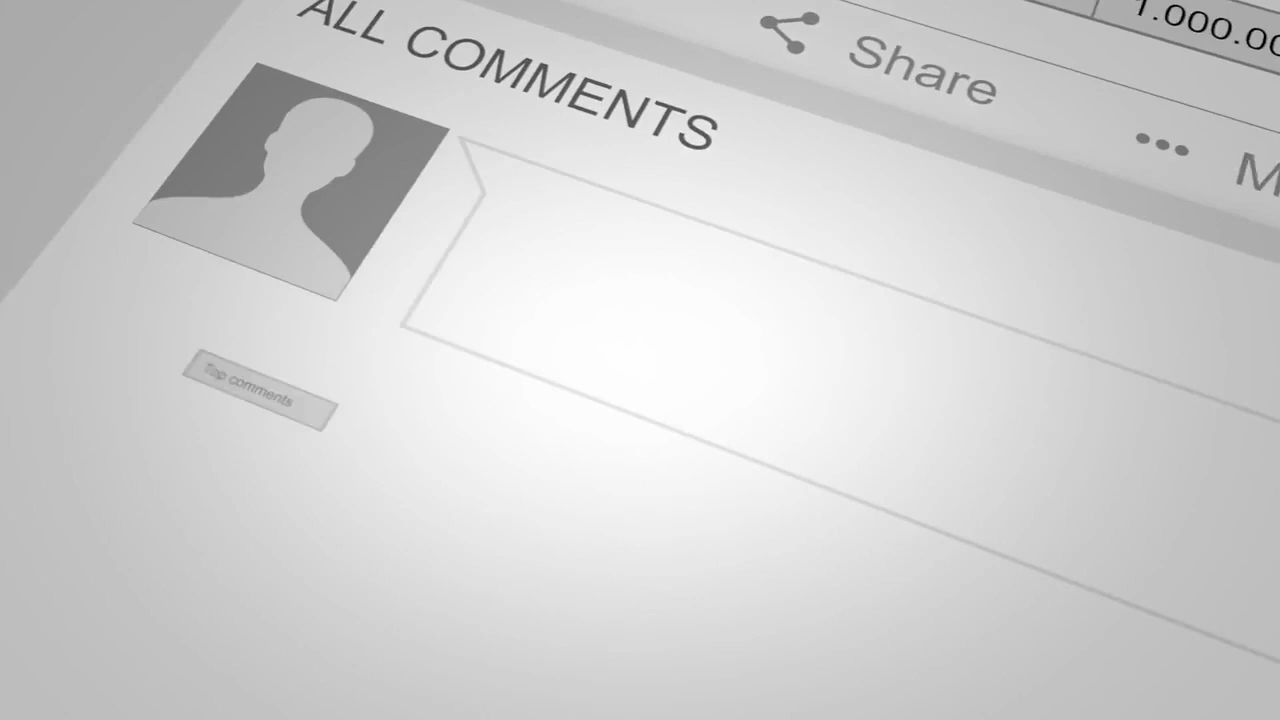 1.000.00
Share
••• M
ALL COMMENTS
Top comments